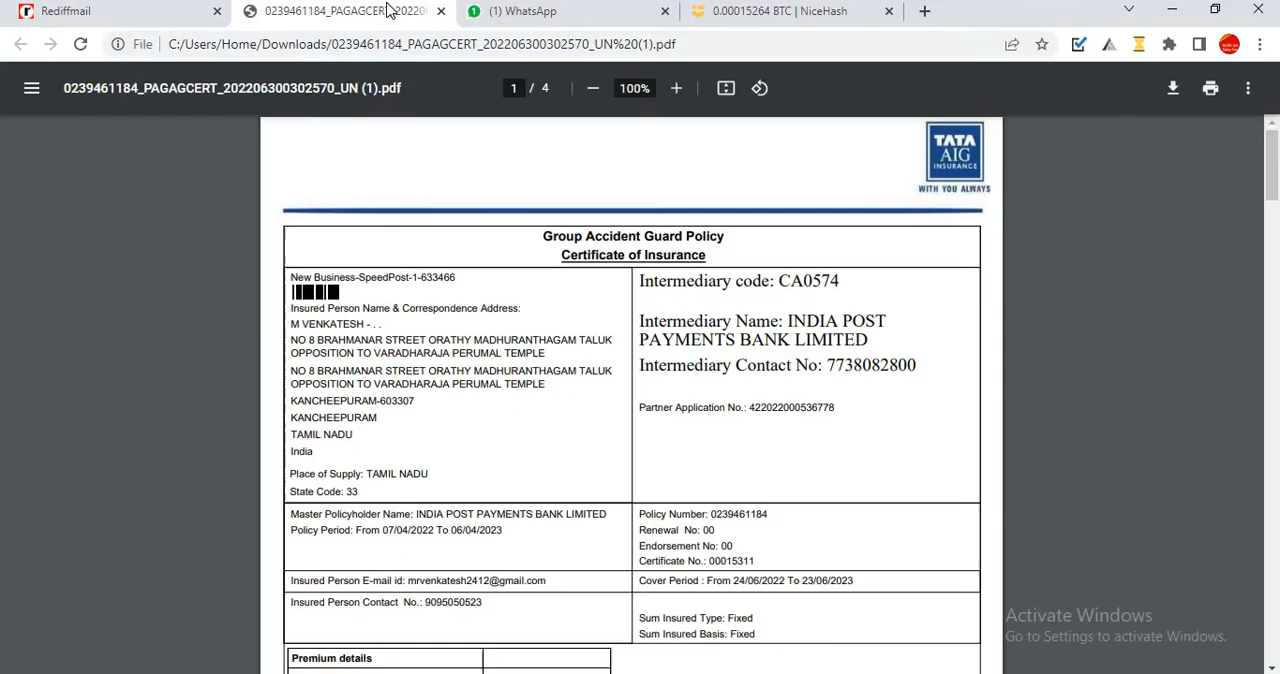 Rediffmail
0239461184_PAGAGCERT_20220
(1) WhatsApp
0.00015264 BTC | NiceHash
File
C:/Users/Home/Downloads/0239461184_PAGAGCERT_202206300302570_UN%20(1).pdf
0239461184_PAGAGCERT_202206300302570_UN (1).pdf
1 / 4
100%
TATA
AIG
INSURANCE
WITH YOU ALWAYS
Group Accident Guard Policy
Certificate of Insurance
New Business-SpeedPost-1-633466
Insured Person Name & Correspondence Address:
M VENKATESH - . .
NO 8 BRAHMANAR STREET ORATHY MADHURANTHAGAM TALUK
OPPOSITION TO VARADHARAJA PERUMAL TEMPLE
NO 8 BRAHMANAR STREET ORATHY MADHURANTHAGAM TALUK
OPPOSITION TO VARADHARAJA PERUMAL TEMPLE
KANCHEEPURAM-603307
KANCHEEPURAM
TAMIL NADU
India
Place of Supply: TAMIL NADU
State Code: 33
Intermediary code: CA0574
Intermediary Name: INDIA POST
PAYMENTS BANK LIMITED
Intermediary Contact No: 7738082800
Partner Application No.: 422022000536778
Master Policyholder Name: INDIA POST PAYMENTS BANK LIMITED
Policy Period: From 07/04/2022 To 06/04/2023
Policy Number: 0239461184
Renewal No: 00
Endorsement No: 00
Certificate No.: 00015311
Insured Person E-mail id: mrvenkatesh2412@gmail.com
Cover Period : From 24/06/2022 To 23/06/2023
Insured Person Contact No.: 9095050523
Sum Insured Type: Fixed
Sum Insured Basis: Fixed
Premium details
Activate Windows
Go to Settings to activate Windows.